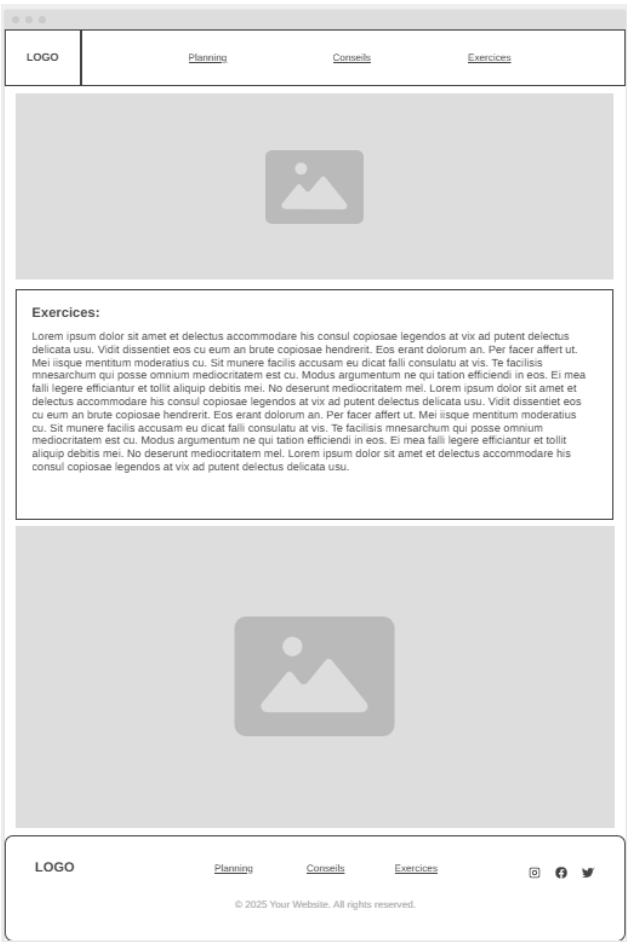 LOGO
Planning
Conseils
Exercices
Exercices:
Lorem ipsum dolor sit amet et delectus accommodare his consul copiosae legendos at vix ad putent delectus
delicata usu. Vidit dissentiet eos cu eum an brute copiosae hendrerit. Eos erant dolorum an. Per facer affert ut.
Mei iisque mentitum moderatius cu. Sit munere facilis accusam eu dicat falli consulatu at vis. Te facilisis
mnesarchum qui posse omnium mediocritatem est cu. Modus argumentum ne qui tation efficiendi in eos. Ei mea
falli legere efficiantur et tollit aliquip debitis mei. No deserunt mediocritatem mel. Lorem ipsum dolor sit amet et
delectus accommodare his consul copiosae legendos at vix ad putent delectus delicata usu. Vidit dissentiet eos
cu eum an brute copiosae hendrerit. Eos erant dolorum an. Per facer affert ut. Mei iisque mentitum moderatius
cu. Sit munere facilis accusam eu dicat falli consulatu at vis. Te facilisis mnesarchum qui posse omnium
mediocritatem est cu. Modus argumentum ne qui tation efficiendi in eos. Ei mea falli legere efficiantur et tollit
aliquip debitis mei. No deserunt mediocritatem mel. Lorem ipsum dolor sit amet et delectus accommodare his
consul copiosae legendos at vix ad putent delectus delicata usu.
LOGO
Planning
Conseils
Exercices
© 2025 Your Website. All rights reserved.